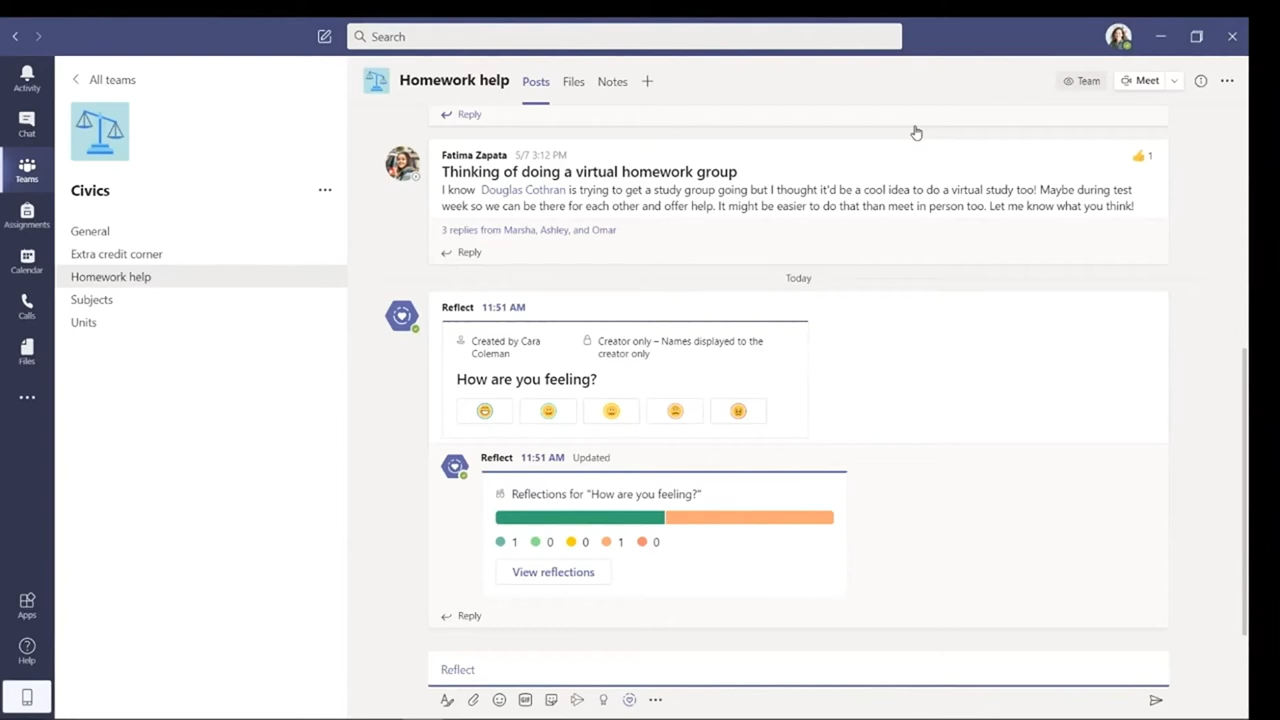 Search
Activity
Chat
Teams
Assignments
Calendar
Calls
Files
Apps
Help
All teams
Civics
General
Extra credit corner
Homework help
Subjects
Units
Homework help Posts Files Notes
Team Meet
Reply
Fatima Zapata 5/7 3:12 PM
1
Thinking of doing a virtual homework group
I know Douglas Cothran is trying to get a study group going but I thought it'd be a cool idea to do a virtual study too! Maybe during test
week so we can be there for each other and offer help. It might be easier to do that than meet in person too. Let me know what you think!
3 replies from Marsha, Ashley, and Omar
Reply
Today
Reflect 11:51 AM
Created by Cara
Coleman
Creator only – Names displayed to the
creator only
How are you feeling?
Reflect 11:51 AM Updated
Reflections for "How are you feeling?"
1 0 0 1 0
View reflections
Reply
Reflect
GIF